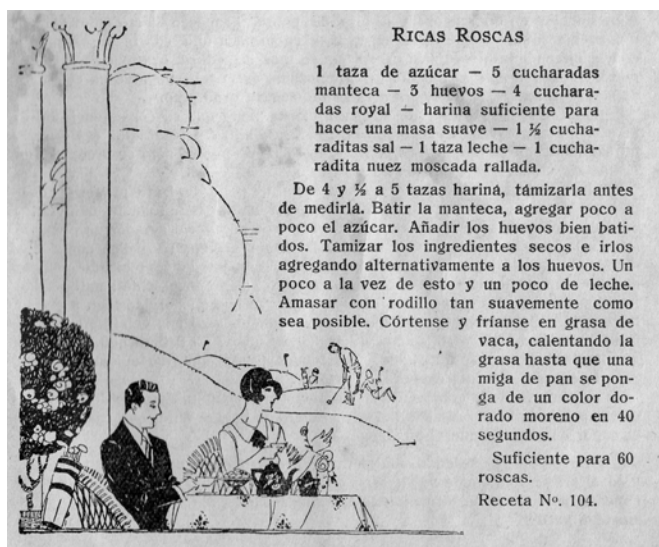 RICAS ROSCAS
1 taza de azúcar — 5 cucharadas
manteca — 3 huevos — 4 cuchara-
das royal — harina suficiente para
hacer una masa suave — 1 ½ cucha-
raditas sal — 1 taza leche — 1 cucha-
radita nuez moscada rallada.
De 4 y ½ a 5 tazas harina, támizarla antes
de medirla. Batir la manteca, agregar poco a
poco el azúcar. Añadir los huevos bien bati-
dos. Tamizar los ingredientes secos e irlos
agregando alternativamente a los huevos. Un
poco a la vez de esto y un poco de leche.
Amasar con rodillo tan suavemente como
sea posible. Córtense y fríanse en grasa de
vaca, calentando la
grasa hasta que una
miga de pan se pon-
ga de un color do-
rado moreno en 40
segundos.
Suficiente para 60
roscas.
Receta Nº. 104.